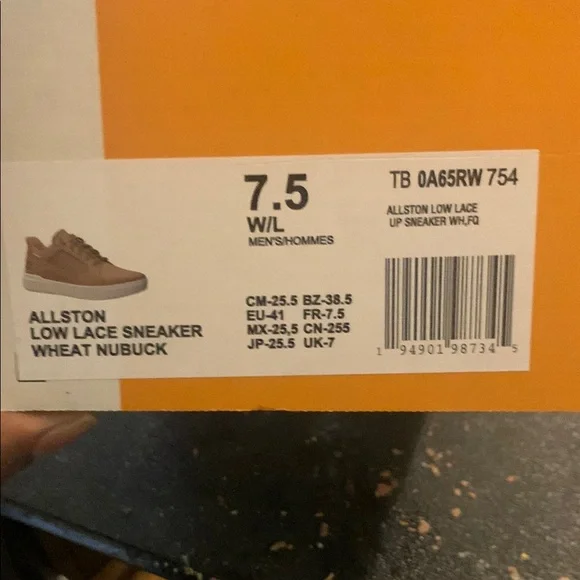 7.5
W/L
MEN'S/HOMMES
TB 0A65RW 754
ALLSTON LOW LACE
UP SNEAKER WH,FQ
ALLSTON
LOW LACE SNEAKER
WHEAT NUBUCK
CM-25.5 BZ-38.5
EU-41 FR-7.5
MX-25,5 CN-255
JP-25.5 UK-7
1 94901 98734 5